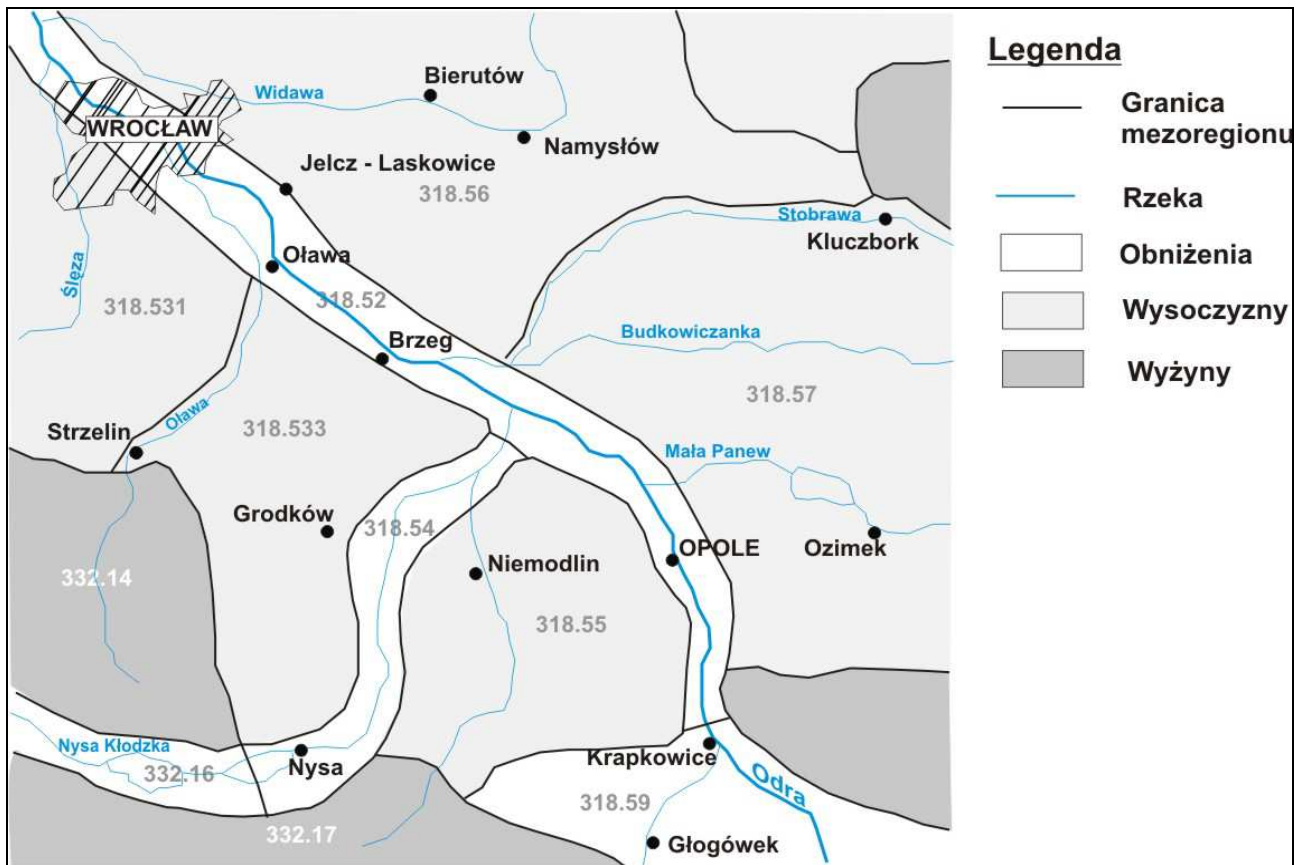 Legenda
Granica
mezoregionu
Rzeka
Obniżenia
Wysoczyzny
Wyżyny
Widawa
Bierutów
WROCŁAW
Namysłów
Jelcz - Laskowice
318.56
Stobrawa
Kluczbork
Ślęza
Oława
318.531
318.52
Brzeg
Budkowiczanka
318.57
Oława
Strzelin
318.533
Mała Panew
Grodków
318.54
OPOLE
Ozimek
332.14
Niemodlin
318.55
Nysa Kłodzka
332.16
Nysa
Krapkowice
Odra
318.59
332.17
Głogówek